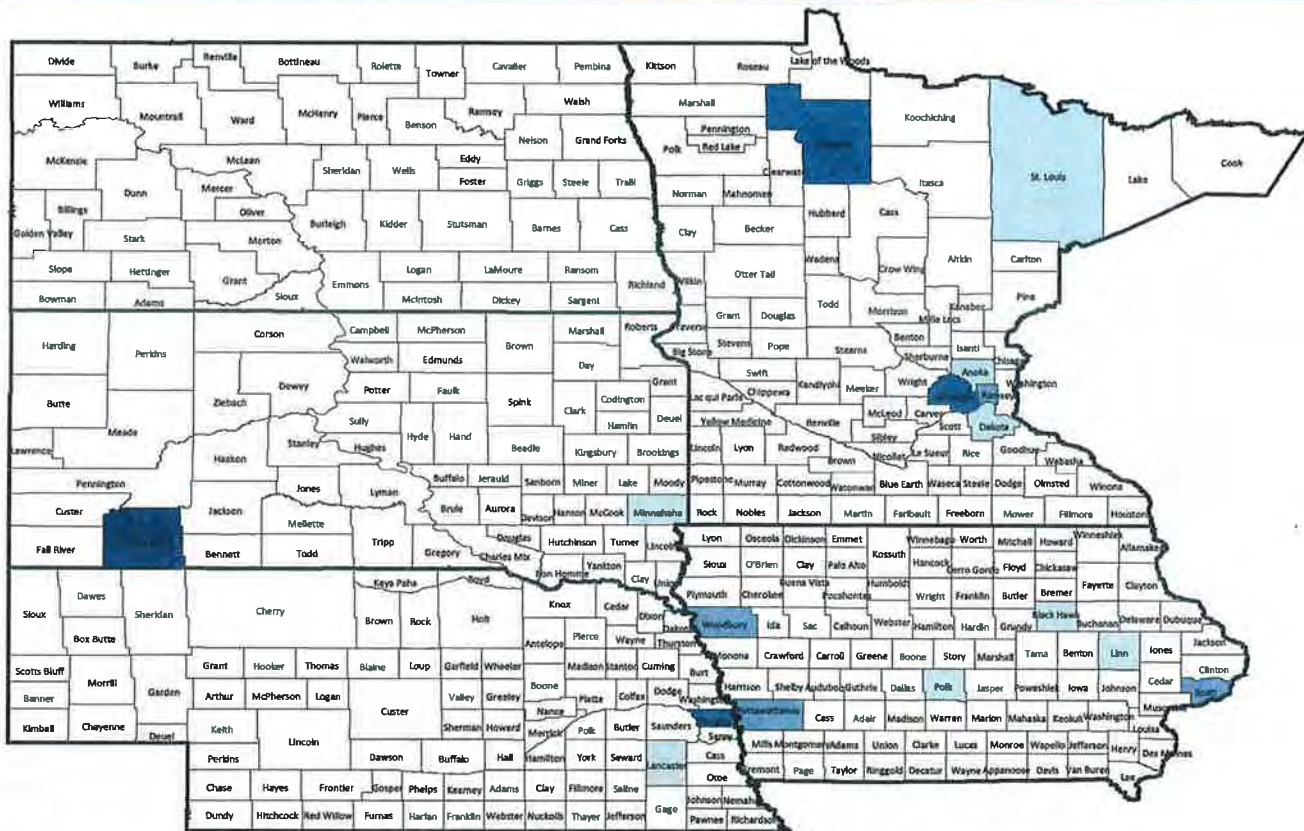 Divide Burke Renville Bottineau Rolette Towner Cavalier Pembina Kittson Roseau Lake of the Woods
Williams Mountrail Ward McHenry Pierce Benson Ramsey Walsh Marshall Koochiching
Nelson Grand Forks Polk Pennington Red Lake St. Louis Lake Cook
McKenzie McLean Sheridan Wells Eddy Foster Griggs Steele Traill Clearwater Itasca
Dunn Mercer Oliver Norman Mahnomen Hubbard Cass
Billings Golden Valley Stark Morton Burleigh Kidder Stutsman Barnes Cass Clay Becker
Slope Hettinger Grant Emmons Logan LaMoure Ransom Richland Wilkin Otter Tail Wadena Crow Wing Aitkin Carlton
Bowman Adams Sioux McIntosh Dickey Sargent Grant Douglas Todd Morrison Mille Lacs Kanabec Pine
Harding Perkins Corson Campbell McPherson Brown Marshall Roberts Traverse Stevens Pope Stearns Benton Isanti
Walworth Edmunds Day Big Stone Swift Sherburne Chisago
Butte Ziebach Dewey Potter Faulk Spink Grant Lac qui Parle Chippewa Kandiyohi Meeker Wright Anoka Washington
Meade Sully Clark Codington Hamlin Deuel Yellow Medicine Renville McLeod Carver Ramsey
Lawrence Haakon Stanley Hughes Hyde Hand Beadle Kingsbury Brookings Lincoln Lyon Redwood Sibley Scott Dakota
Brown Nicollet Le Sueur Rice Goodhue Wabasha
Pennington Jones Lyman Buffalo Jerauld Sanborn Miner Lake Moody Pipestone Murray Cottonwood Watonwan Blue Earth Waseca Steele Dodge Olmsted Winona
Custer Jackson Mellette Brule Aurora Davison Hanson McCook Minnehaha Rock Nobles Jackson Martin Faribault Freeborn Mower Fillmore Houston
Fall River Bennett Todd Tripp Gregory Douglas Charles Mix Hutchinson Turner Lincoln Lyon Osceola Dickinson Emmet Kossuth Winnebago Worth Mitchell Howard Winneshiek Allamakee
Bon Homme Yankton Clay Union Sioux O'Brien Clay Palo Alto Hancock Cerro Gordo Floyd Chickasaw
Sioux Dawes Sheridan Cherry Keya Paha Boyd Knox Cedar Dixon Dakota Plymouth Cherokee Buena Vista Pocahontas Humboldt Wright Franklin Butler Bremer Fayette Clayton
Box Butte Brown Rock Holt Antelope Pierce Wayne Thurston Woodbury Ida Sac Calhoun Webster Hamilton Hardin Grundy Black Hawk Buchanan Delaware Dubuque
Scotts Bluff Morrill Garden Grant Hooker Thomas Blaine Loup Garfield Wheeler Boone Madison Stanton Cuming Burt Monona Crawford Carroll Greene Boone Story Marshall Tama Benton Linn Jones Jackson
Banner Arthur McPherson Logan Custer Valley Greeley Nance Platte Colfax Dodge Washington Harrison Shelby Audubon Guthrie Dallas Polk Jasper Poweshiek Iowa Johnson Cedar Clinton Scott
Kimball Cheyenne Deuel Keith Lincoln Sherman Howard Merrick Polk Butler Saunders Sarpy Pottawattamie Cass Adair Madison Warren Marion Mahaska Keokuk Washington Muscatine Louisa
Perkins Dawson Buffalo Hall Hamilton York Seward Lancaster Cass Otoe Mills Montgomery Adams Union Clarke Lucas Monroe Wapello Jefferson Henry Des Moines
Chase Hayes Frontier Gosper Phelps Kearney Adams Clay Fillmore Saline Gage Johnson Nemaha Fremont Page Taylor Ringgold Decatur Wayne Appanoose Davis Van Buren Lee
Dundy Hitchcock Red Willow Furnas Harlan Franklin Webster Nuckolls Thayer Jefferson Pawnee Richardson